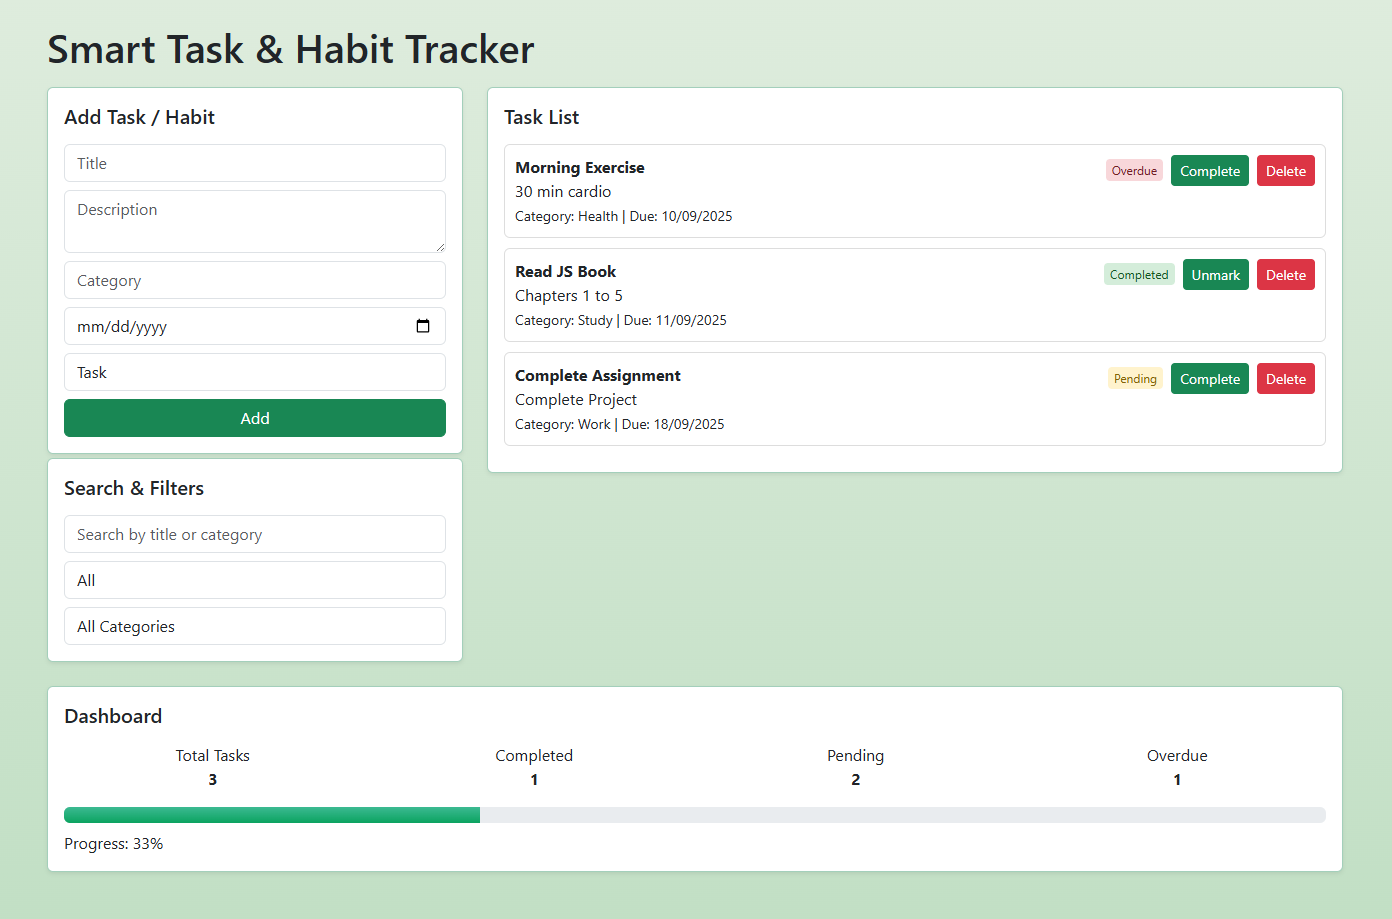 Smart Task & Habit Tracker
Add Task / Habit
Title
Description
Category
mm/dd/yyyy
Task
Add
Search & Filters
Search by title or category
All
All Categories
Task List
Morning Exercise
Overdue Complete Delete
30 min cardio
Category: Health | Due: 10/09/2025
Read JS Book
Completed Unmark Delete
Chapters 1 to 5
Category: Study | Due: 11/09/2025
Complete Assignment
Pending Complete Delete
Complete Project
Category: Work | Due: 18/09/2025
Dashboard
Total Tasks Completed Pending Overdue
3 1 2 1
Progress: 33%